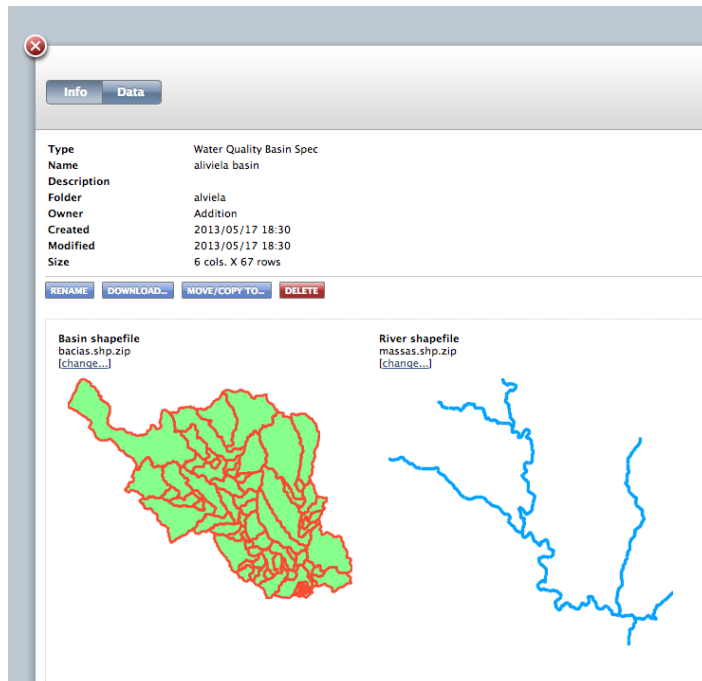 Info Data
Type Water Quality Basin Spec
Name aliviela basin
Description
Folder alviela
Owner Addition
Created 2013/05/17 18:30
Modified 2013/05/17 18:30
Size 6 cols. X 67 rows
RENAME DOWNLOAD... MOVE/COPY TO... DELETE
Basin shapefile River shapefile
bacias.shp.zip massas.shp.zip
[change...] [change...]